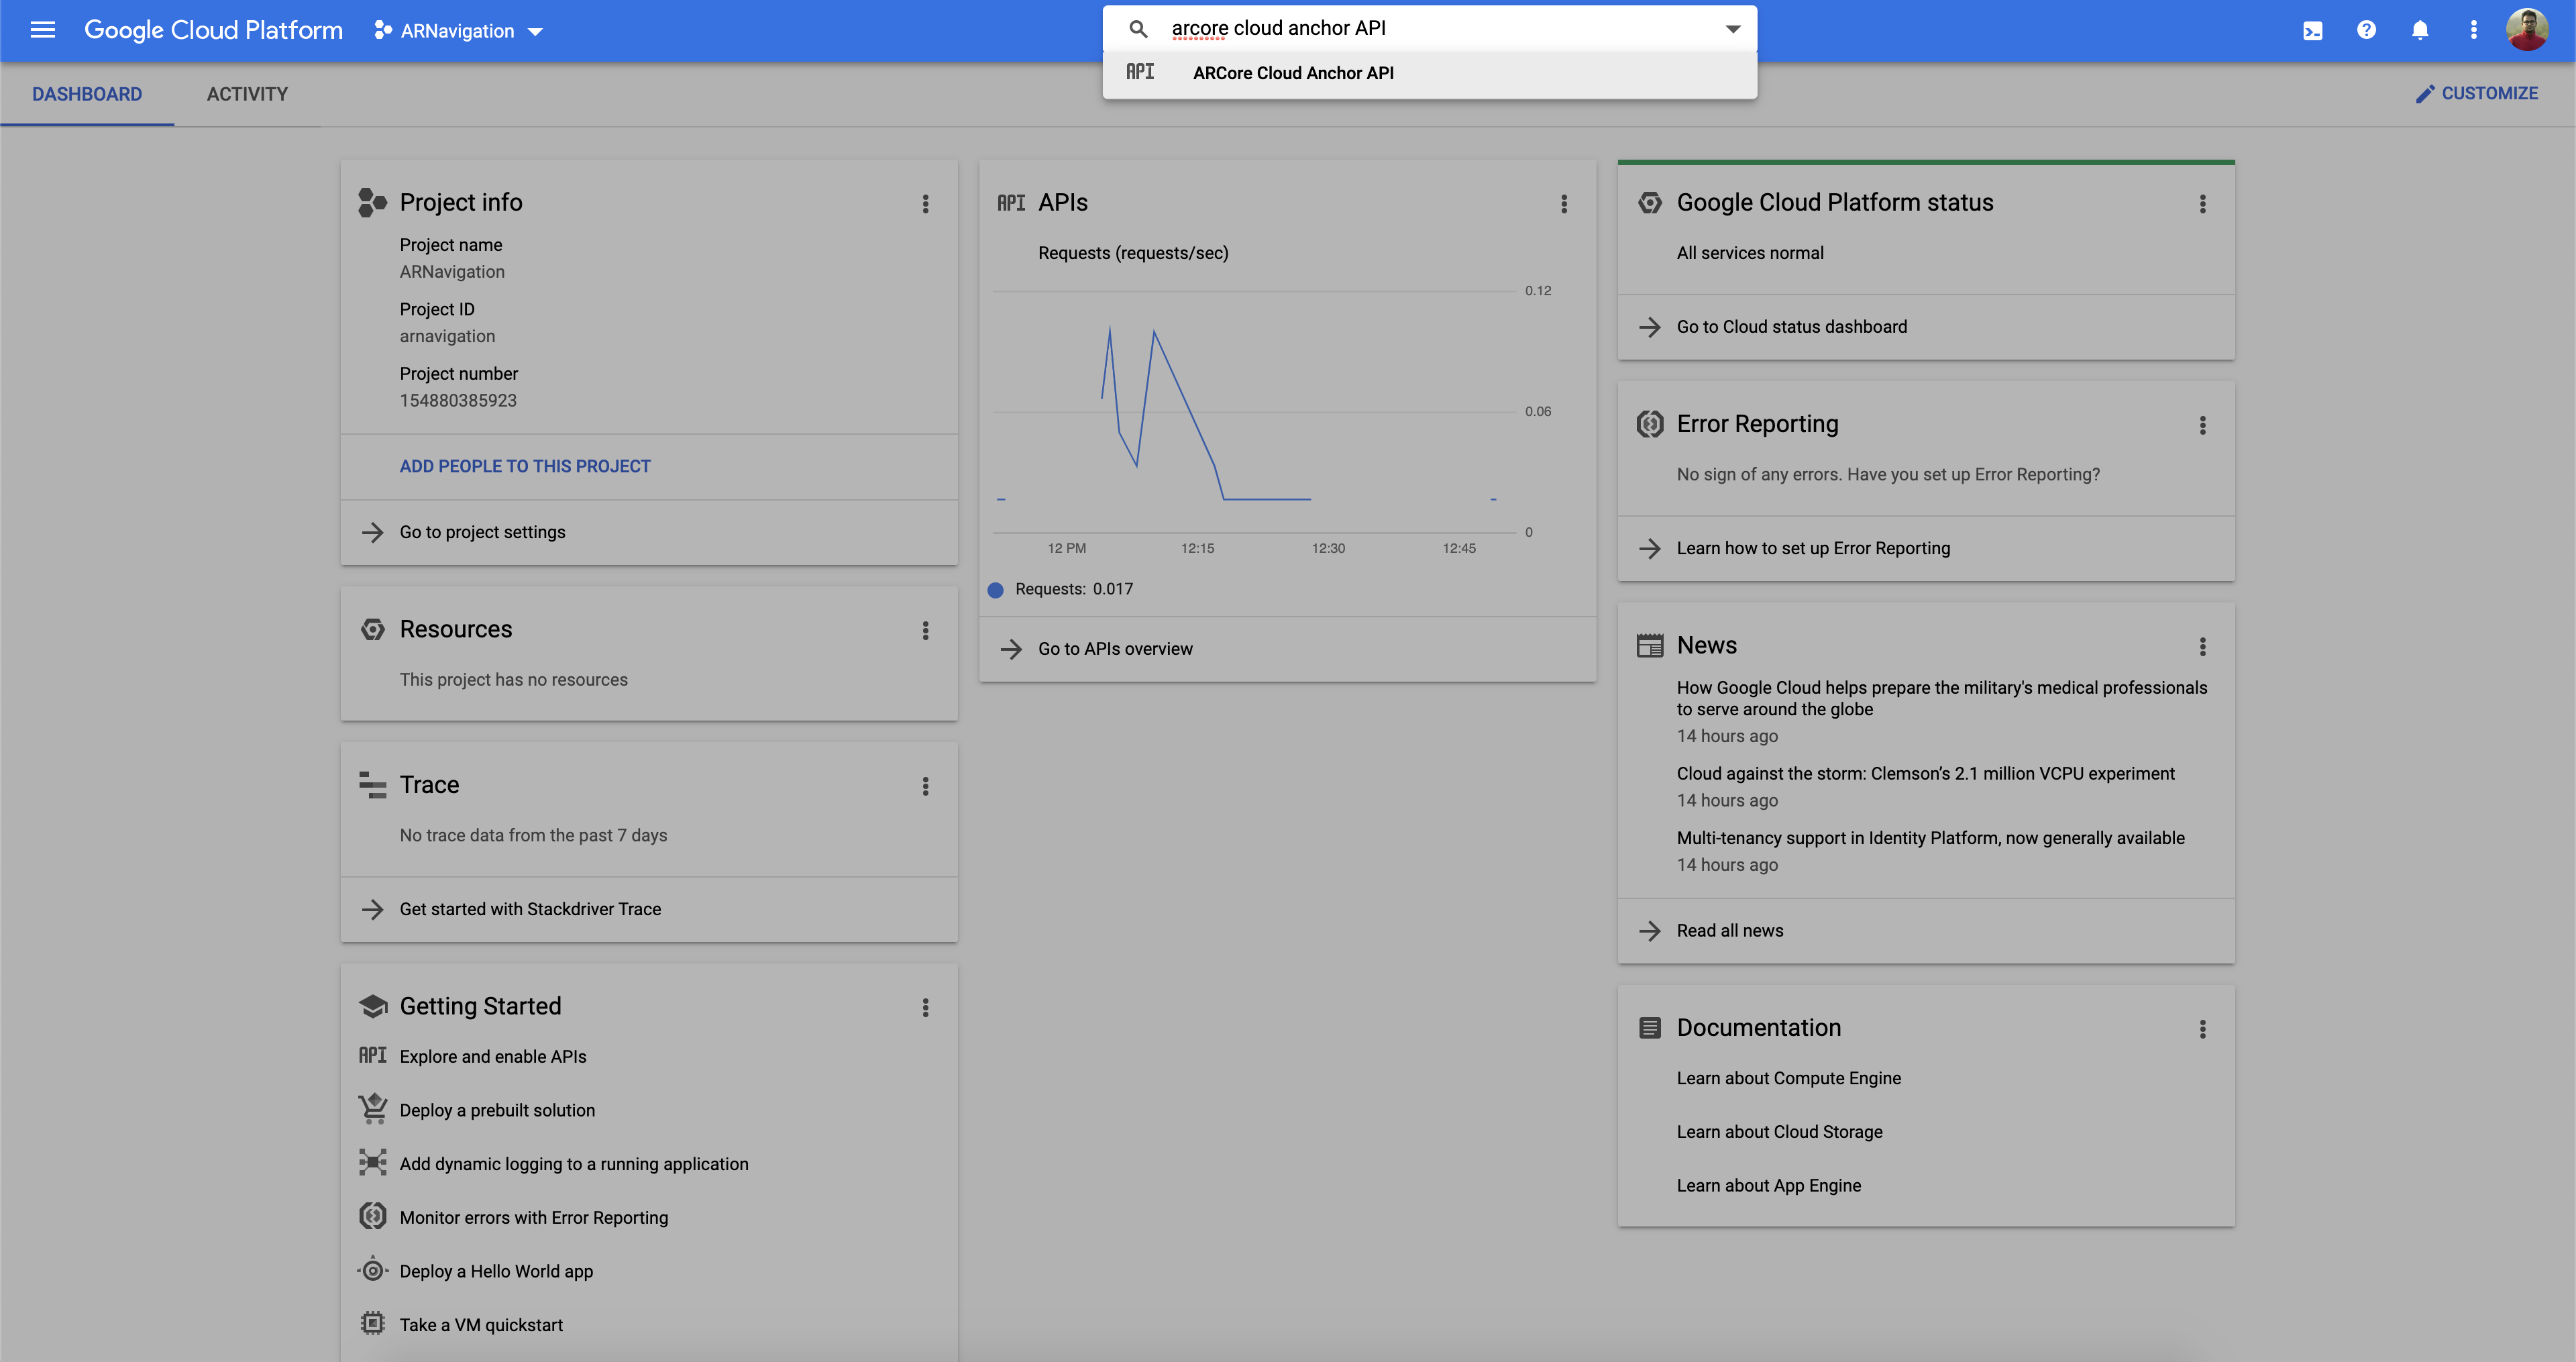 Google Cloud Platform
ARNavigation
arcore cloud anchor API
API ARCore Cloud Anchor API
DASHBOARD
ACTIVITY
CUSTOMIZE
Project info
Project name
ARNavigation
Project ID
arnavigation
Project number
154880385923
ADD PEOPLE TO THIS PROJECT
Go to project settings
Resources
This project has no resources
Trace
No trace data from the past 7 days
Get started with Stackdriver Trace
Getting Started
API Explore and enable APIs
Deploy a prebuilt solution
Add dynamic logging to a running application
Monitor errors with Error Reporting
Deploy a Hello World app
Take a VM quickstart
API APIs
Requests (requests/sec)
0.12
0.06
0
12 PM 12:15 12:30 12:45
Requests: 0.017
Go to APIs overview
Google Cloud Platform status
All services normal
Go to Cloud status dashboard
Error Reporting
No sign of any errors. Have you set up Error Reporting?
Learn how to set up Error Reporting
News
How Google Cloud helps prepare the military's medical professionals
to serve around the globe
14 hours ago
Cloud against the storm: Clemson’s 2.1 million VCPU experiment
14 hours ago
Multi-tenancy support in Identity Platform, now generally available
14 hours ago
Read all news
Documentation
Learn about Compute Engine
Learn about Cloud Storage
Learn about App Engine